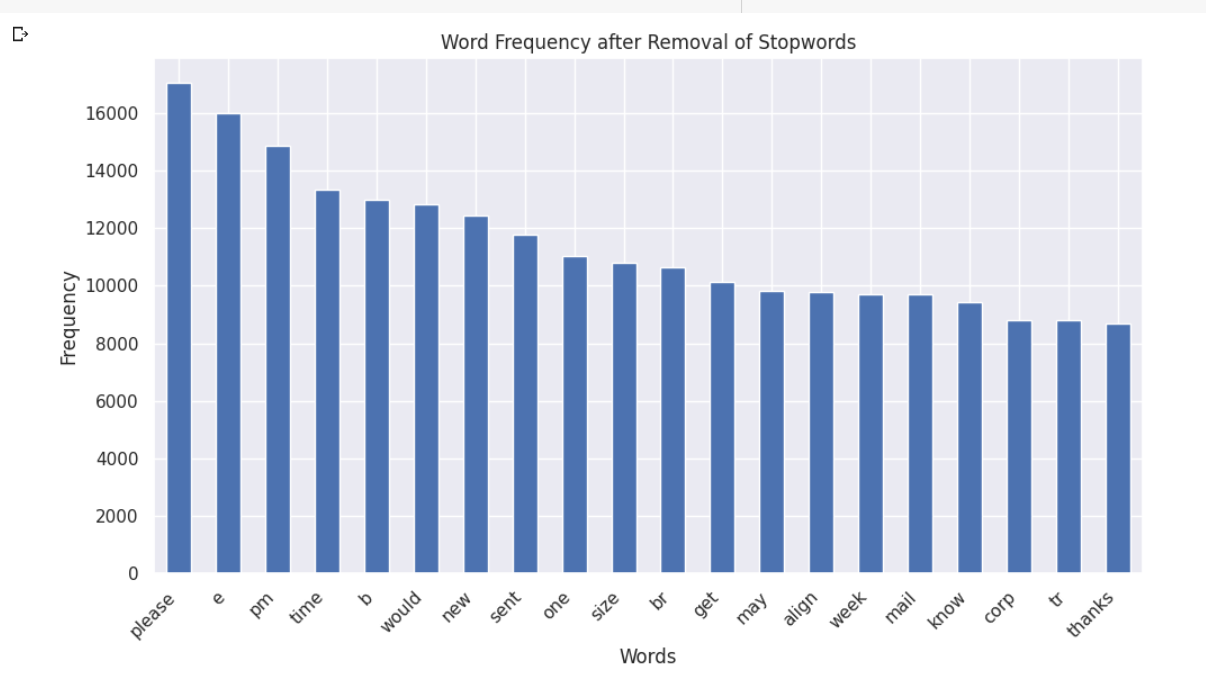 Word Frequency after Removal of Stopwords
16000
14000
12000
10000
8000
6000
4000
2000
0
Frequency
please e pm time b would new sent one size br get may align week mail know corp tr thanks
Words